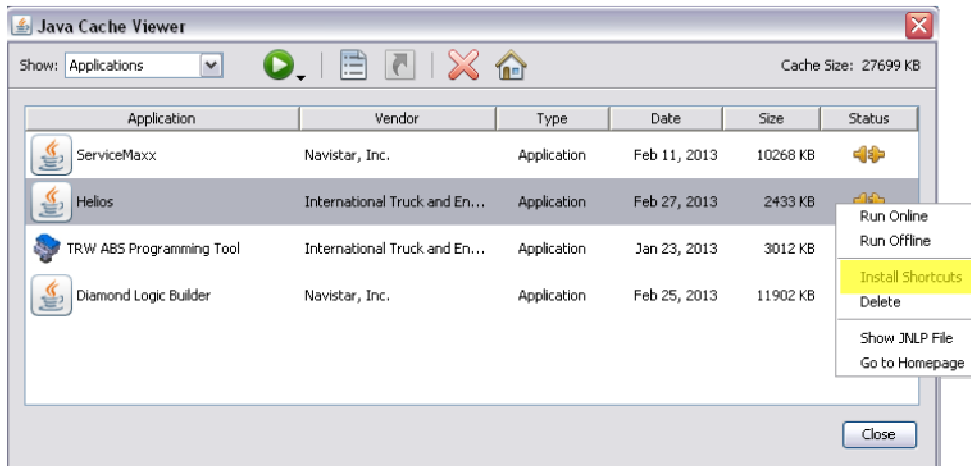 Java Cache Viewer
Show: Applications Cache Size: 27699 KB
Application Vendor Type Date Size Status
ServiceMaxx Navistar, Inc. Application Feb 11, 2013 10268 KB
Helios International Truck and En... Application Feb 27, 2013 2433 KB
Run Online
Run Offline
TRW ABS Programming Tool International Truck and En... Application Jan 23, 2013 3012 KB
Install Shortcuts
Diamond Logic Builder Navistar, Inc. Application Feb 25, 2013 11902 KB
Delete
Show JNLP File
Go to Homepage
Close